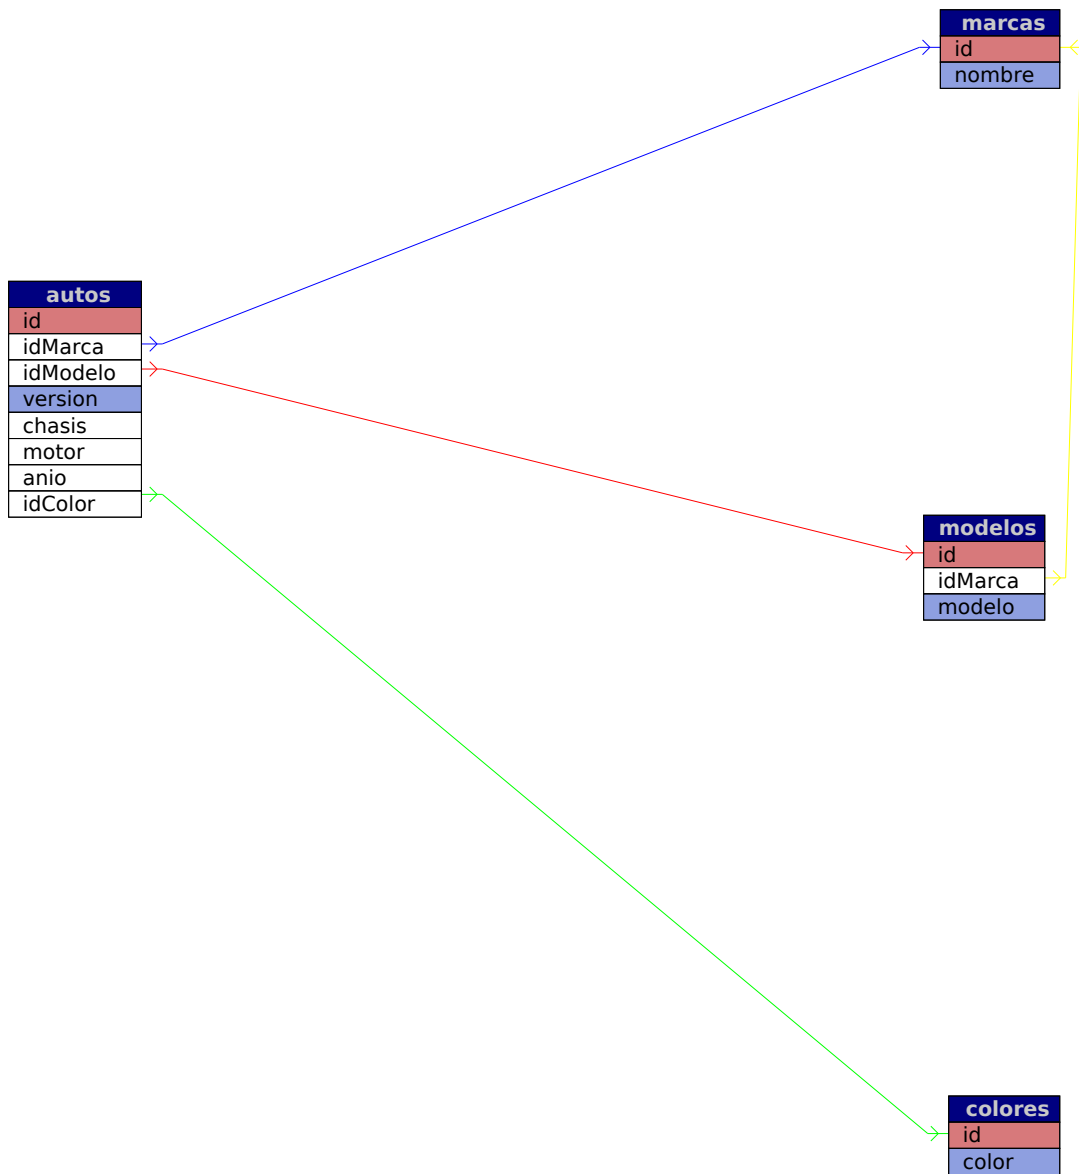 marcas
id
nombre
autos
id
idMarca
idModelo
version
chasis
motor
anio
idColor
modelos
id
idMarca
modelo
colores
id
color